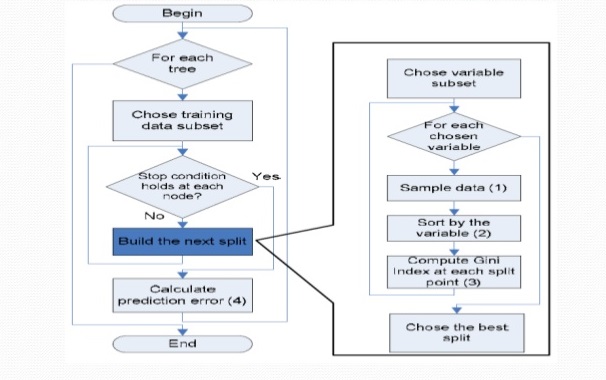 Begin
For each
tree
Chose training
data subset
Stop condition
holds at each
node?
Yes
No
Build the next split
Calculate
prediction error (4)
End
Chose variable
subset
For each
chosen
variable
Sample data (1)
Sort by the
variable (2)
Compute Gini
Index at each split
point (3)
Chose the best
split